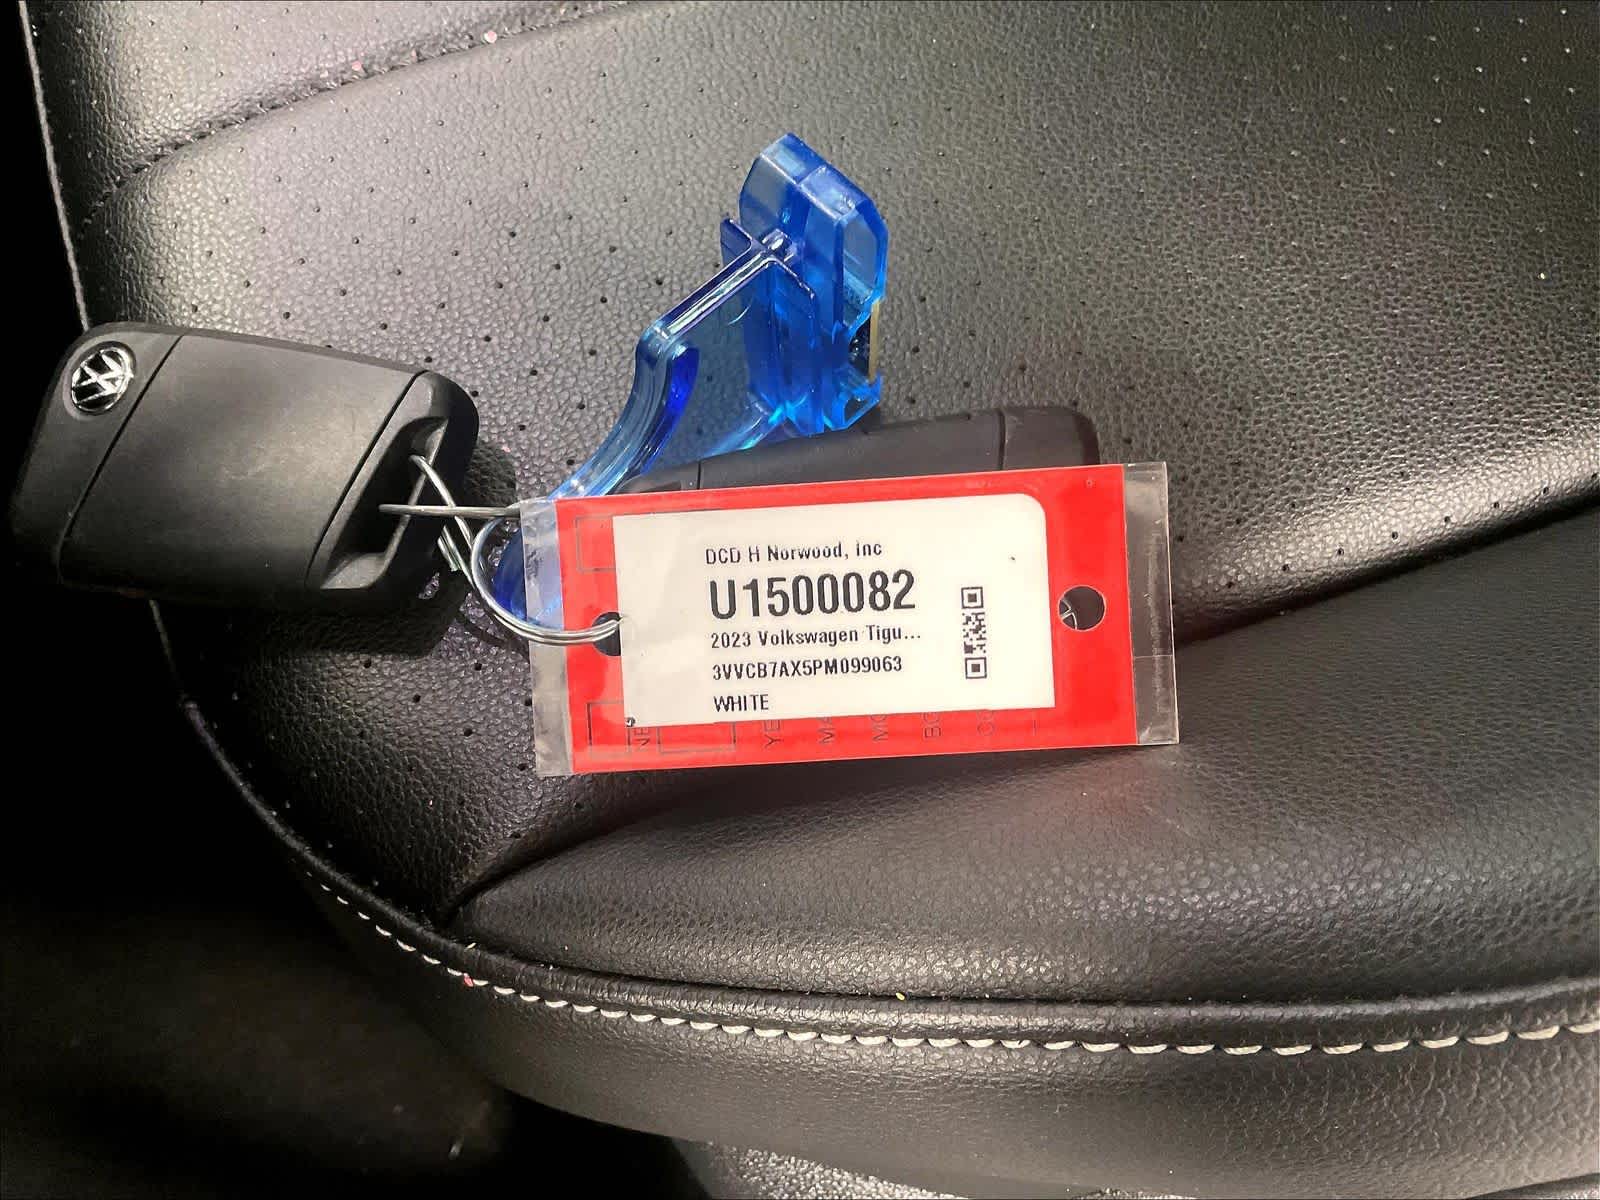 DCD H Norwood, Inc
U1500082
2023 Volkswagen Tigu...
3VVCB7AX5PM099063
WHITE